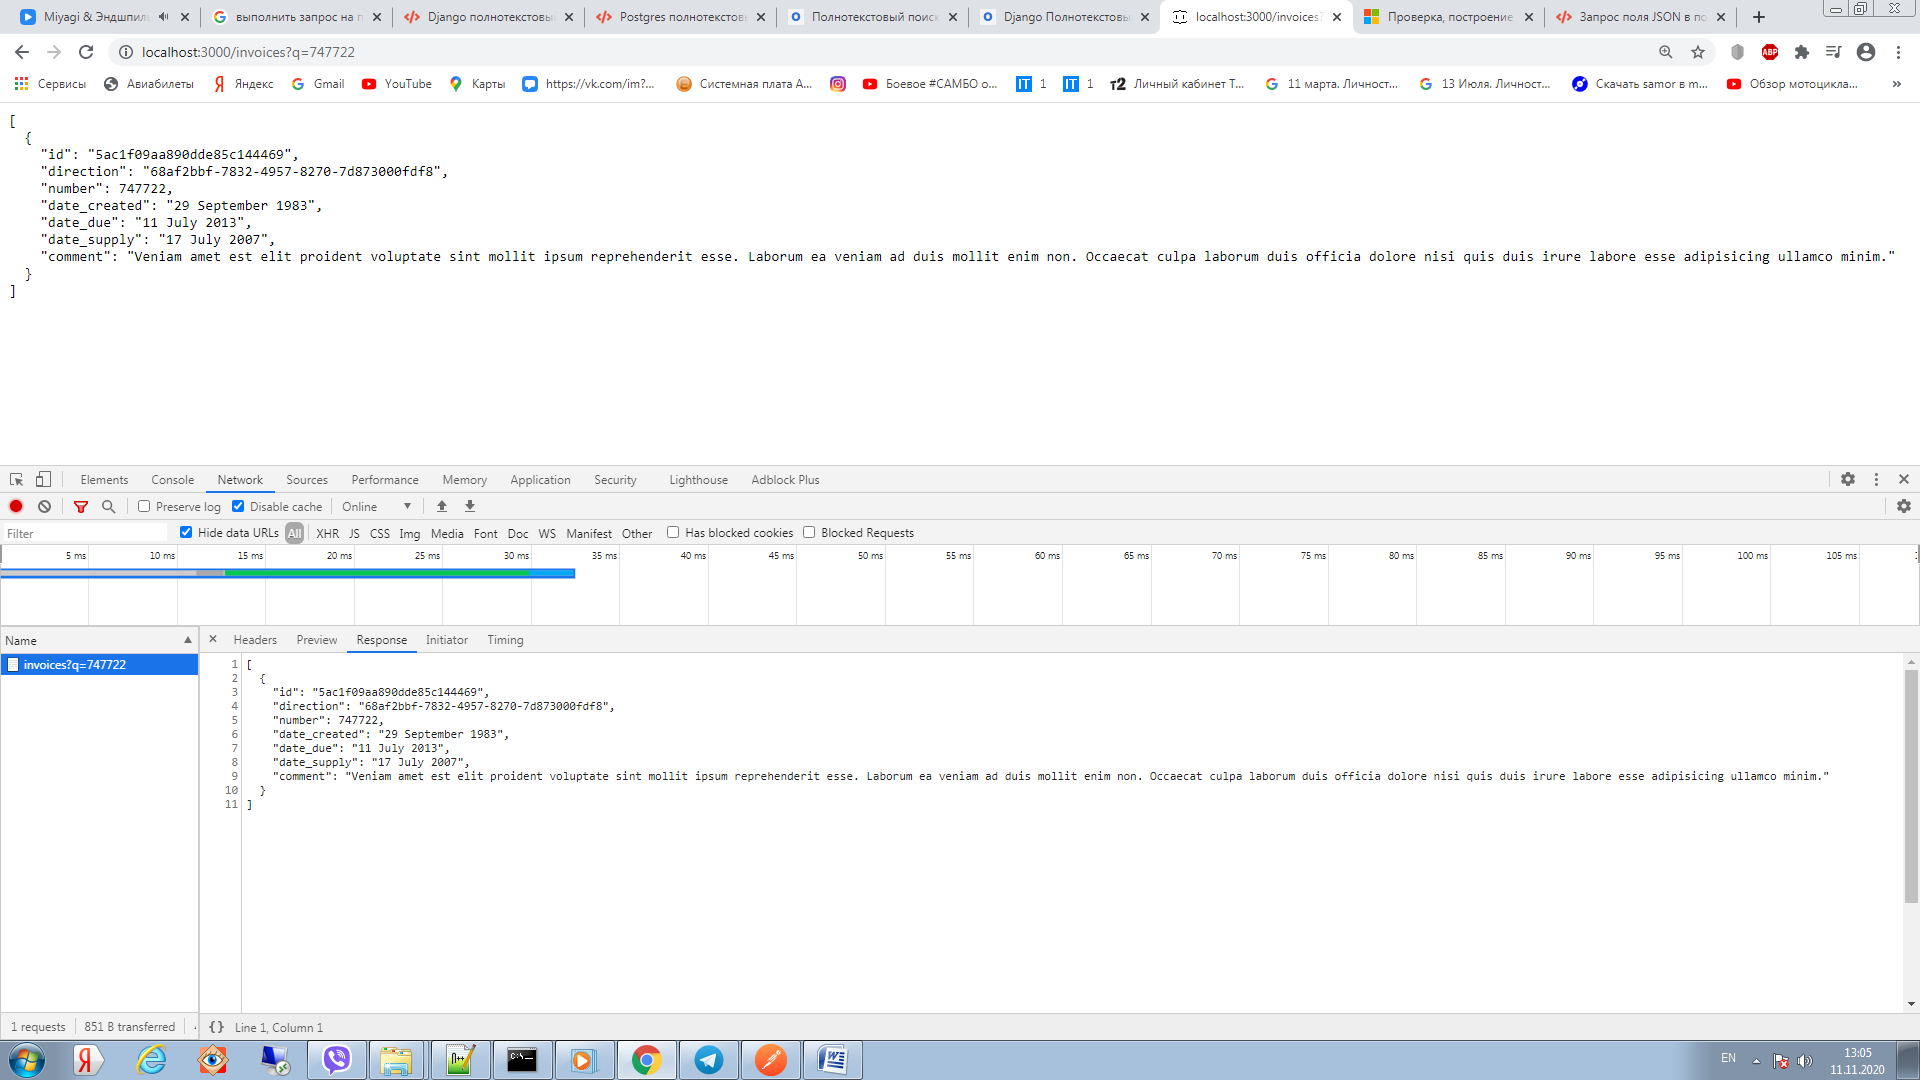 Miyagi & Эндшпиль
выполнить запрос на п
Django полнотекстовы
Postgres полнотекстов
Полнотекстовый поиск
Django Полнотекстовы
localhost:3000/invoices?
Проверка, построение
Запрос поля JSON в по
localhost:3000/invoices?q=747722
ABP
Сервисы Авиабилеты Яндекс Gmail YouTube Карты https://vk.com/im?... Системная плата А... Боевое #САМБО о... IT 1 IT 1 т2 Личный кабинет Т... 11 марта. Личност... 13 Июля. Личност... Скачать samor в m... Обзор мотоцикла... »
[
{
"id": "5ac1f09aa890dde85c144469",
"direction": "68af2bbf-7832-4957-8270-7d873000fdf8",
"number": 747722,
"date_created": "29 September 1983",
"date_due": "11 July 2013",
"date_supply": "17 July 2007",
"comment": "Veniam amet est elit proident voluptate sint mollit ipsum reprehenderit esse. Laborum ea veniam ad duis mollit enim non. Occaecat culpa laborum duis officia dolore nisi quis duis irure labore esse adipisicing ullamco minim."
}
]
Elements Console Network Sources Performance Memory Application Security Lighthouse Adblock Plus
Preserve log Disable cache Online
Filter Hide data URLs All XHR JS CSS Img Media Font Doc WS Manifest Other Has blocked cookies Blocked Requests
5 ms 10 ms 15 ms 20 ms 25 ms 30 ms 35 ms 40 ms 45 ms 50 ms 55 ms 60 ms 65 ms 70 ms 75 ms 80 ms 85 ms 90 ms 95 ms 100 ms 105 ms
Name
Headers Preview Response Initiator Timing
invoices?q=747722
1 [
2 {
3 "id": "5ac1f09aa890dde85c144469",
4 "direction": "68af2bbf-7832-4957-8270-7d873000fdf8",
5 "number": 747722,
6 "date_created": "29 September 1983",
7 "date_due": "11 July 2013",
8 "date_supply": "17 July 2007",
9 "comment": "Veniam amet est elit proident voluptate sint mollit ipsum reprehenderit esse. Laborum ea veniam ad duis mollit enim non. Occaecat culpa laborum duis officia dolore nisi quis duis irure labore esse adipisicing ullamco minim."
10 }
11 ]
1 requests 851 B transferred
{} Line 1, Column 1
EN
13:05
11.11.2020